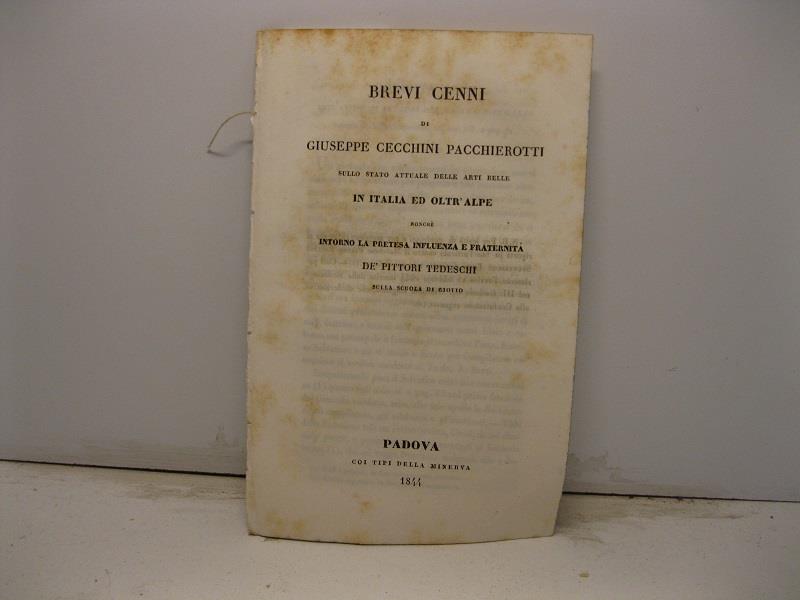 BREVI CENNI
DI
GIUSEPPE CECCHINI PACCHIEROTTI
SULLO STATO ATTUALE DELLE ARTI BELLE
IN ITALIA ED OLTR'ALPE
NONCHÈ
INTORNO LA PRETESA INFLUENZA E FRATERNITÀ
DE' PITTORI TEDESCHI
SULLA SCUOLA DI GIOTTO
PADOVA
COI TIPI DELLA MINERVA
1844